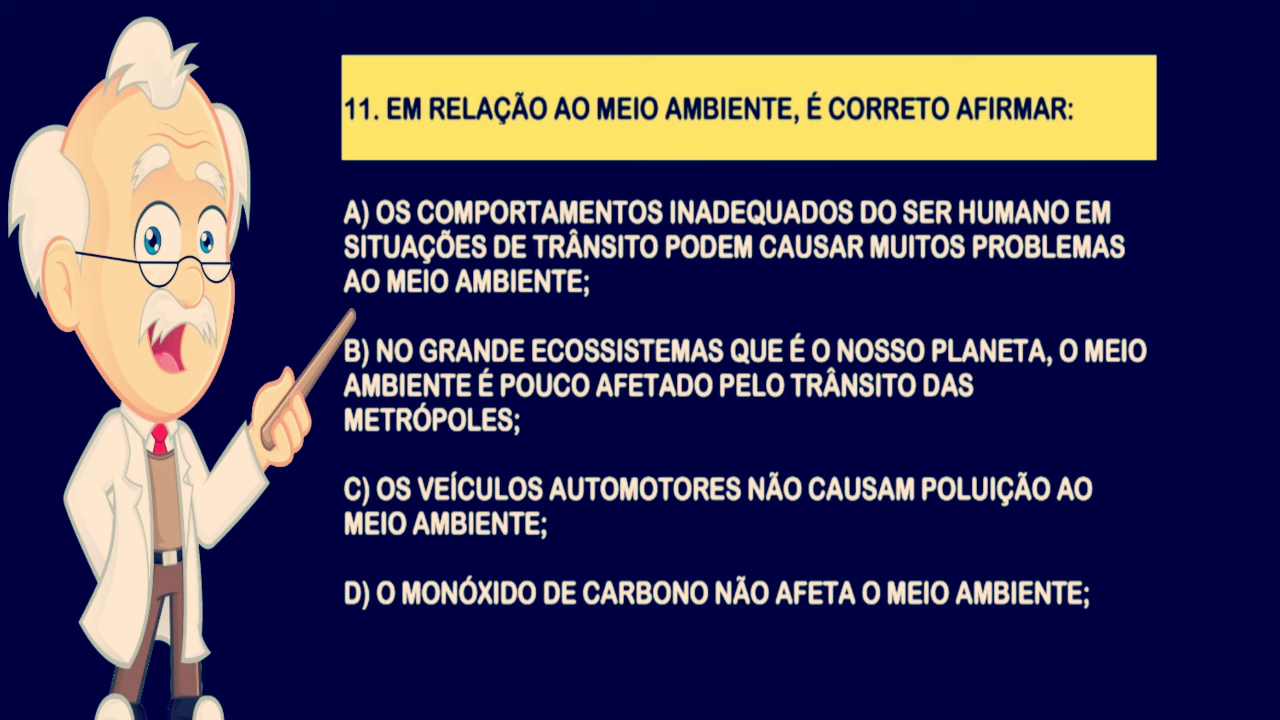 11. EM RELAÇÃO AO MEIO AMBIENTE, É CORRETO AFIRMAR:
A) OS COMPORTAMENTOS INADEQUADOS DO SER HUMANO EM
SITUAÇÕES DE TRÂNSITO PODEM CAUSAR MUITOS PROBLEMAS
AO MEIO AMBIENTE;
B) NO GRANDE ECOSSISTEMAS QUE É O NOSSO PLANETA, O MEIO
AMBIENTE É POUCO AFETADO PELO TRÂNSITO DAS
METRÓPOLES;
C) OS VEÍCULOS AUTOMOTORES NÃO CAUSAM POLUIÇÃO AO
MEIO AMBIENTE;
D) O MONÓXIDO DE CARBONO NÃO AFETA O MEIO AMBIENTE;